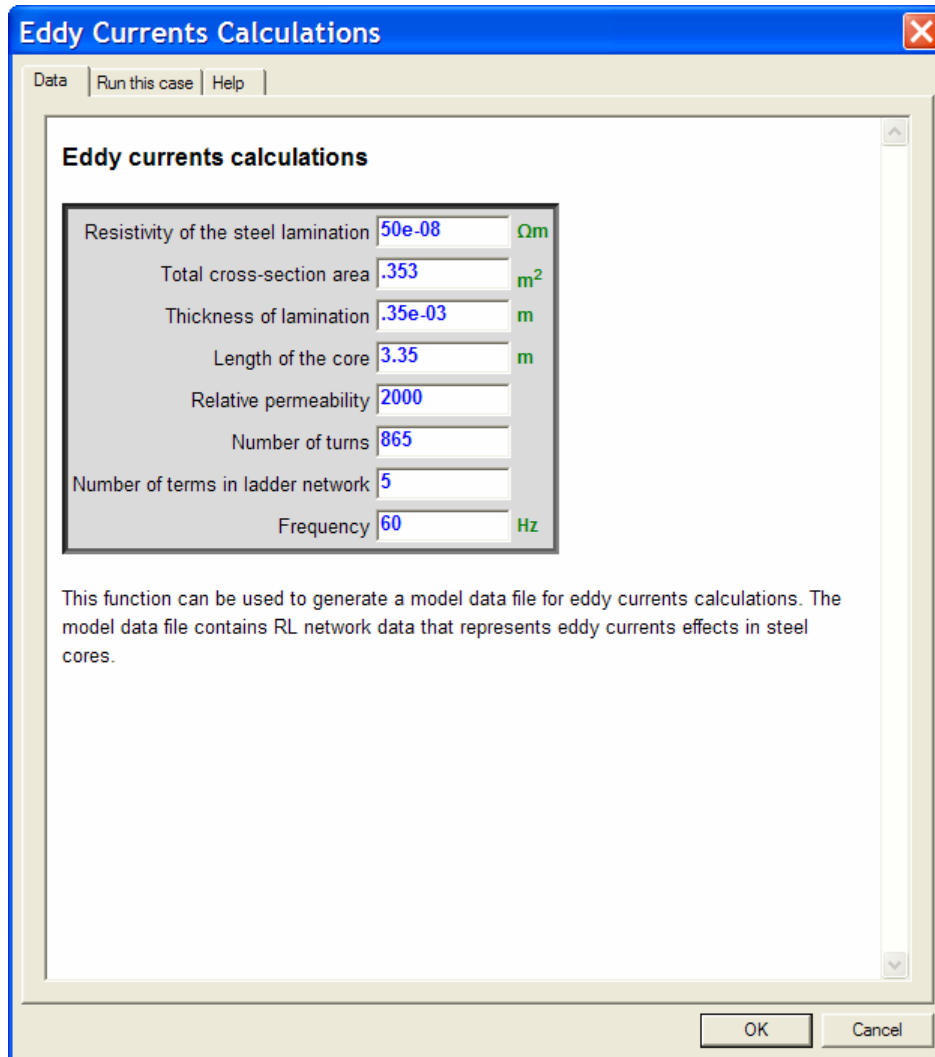 Eddy Currents Calculations
Data Run this case Help
Eddy currents calculations
Resistivity of the steel lamination 50e-08 Ωm
Total cross-section area .353 m²
Thickness of lamination .35e-03 m
Length of the core 3.35 m
Relative permeability 2000
Number of turns 865
Number of terms in ladder network 5
Frequency 60 Hz
This function can be used to generate a model data file for eddy currents calculations. The
model data file contains RL network data that represents eddy currents effects in steel
cores.
OK Cancel